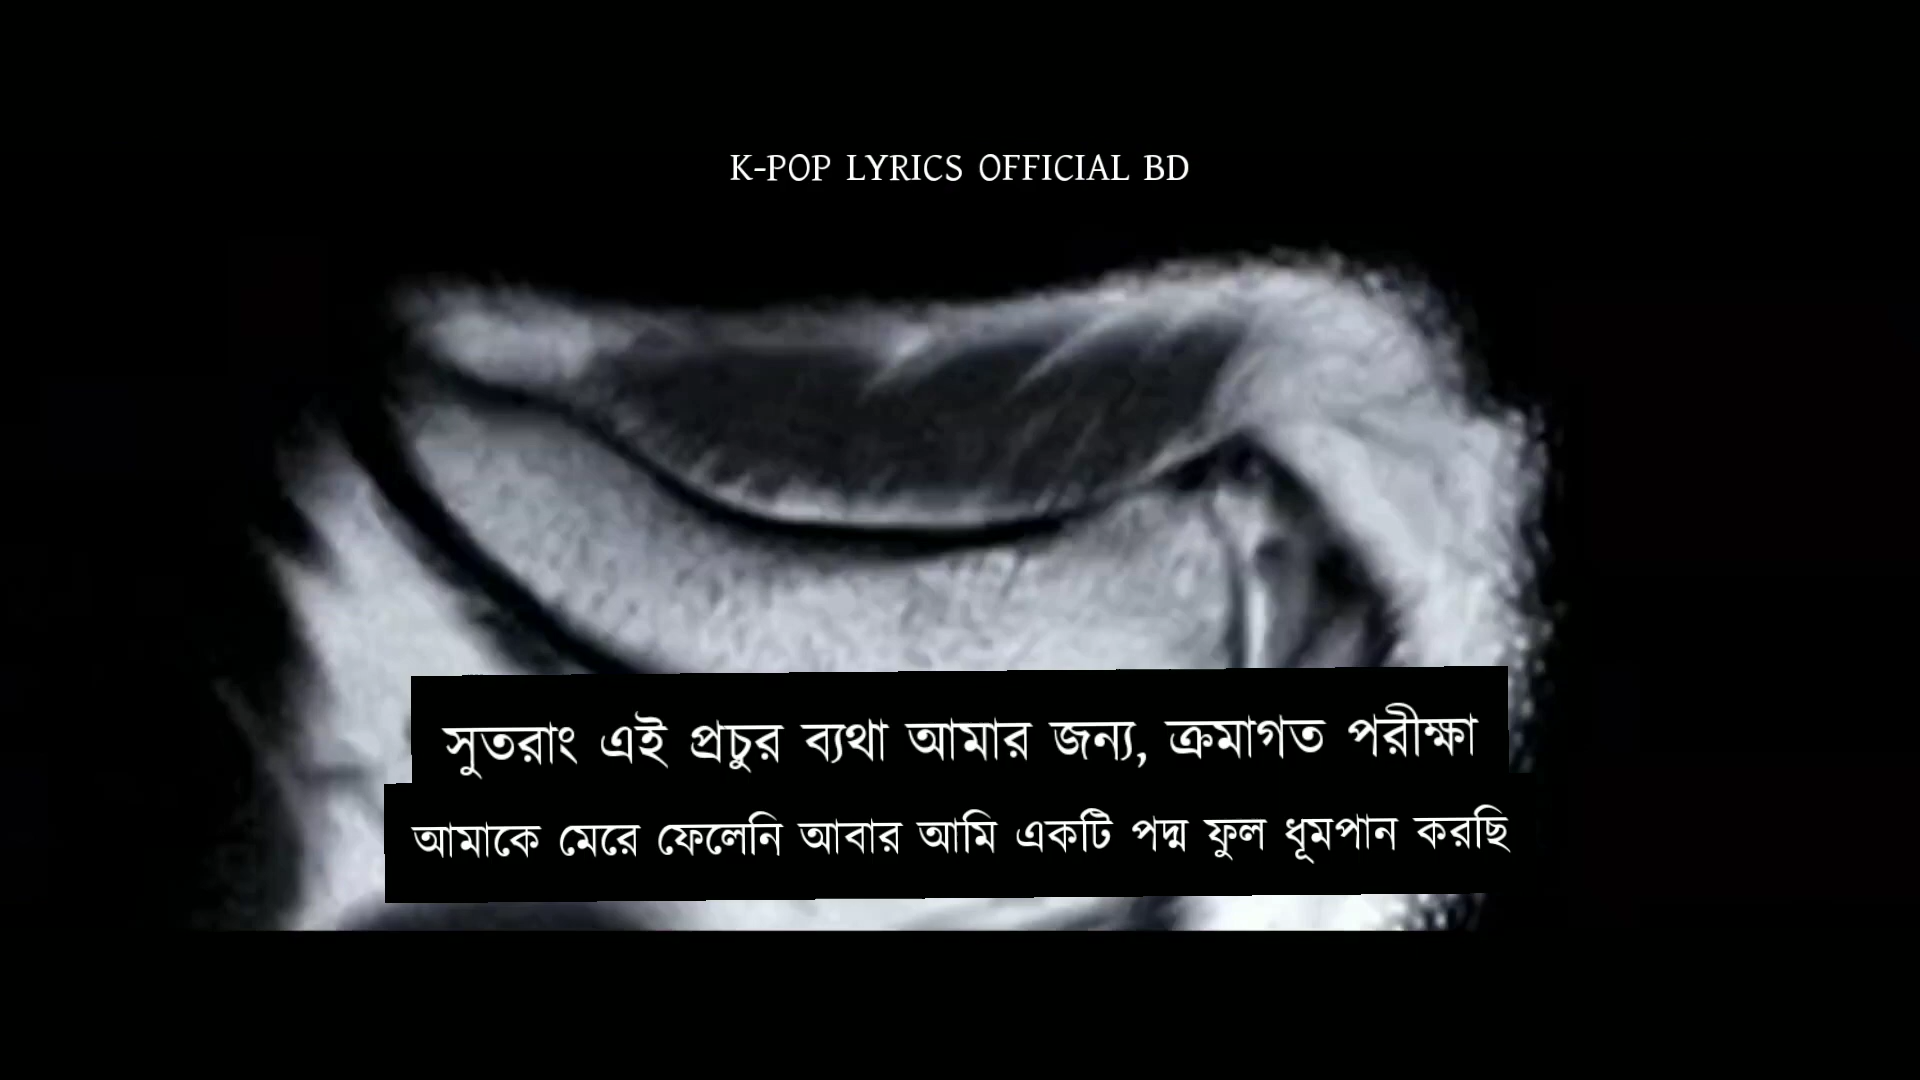 K-POP LYRICS OFFICIAL BD
সুতরাং এই প্রচুর ব্যথা আমার জন্য, ক্রমাগত পরীক্ষা
আমাকে মেরে ফেলেনি আবার আমি একটি পদ্ম ফুল ধূমপান করছি